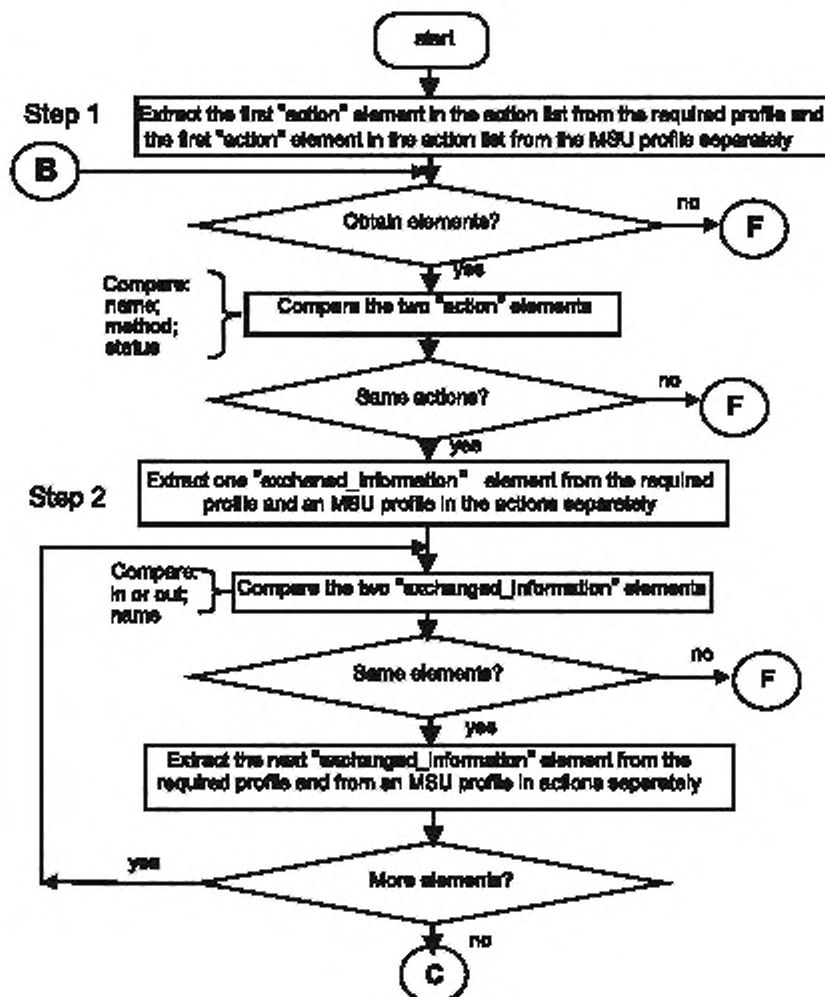 start
Step 1
Extract the first "action" element in the action list from the required profile and
the first "action" element in the action list from the MSU profile separately
B
Obtain elements?
no
F
yes
Compare:
name;
method;
status
Compare the two "action" elements
Same actions?
no
F
yes
Step 2
Extract one "exchaned_information" element from the required
profile and an MSU profile in the actions separately
Compare:
in or out;
name
Compare the two "exchanged_information" elements
Same elements?
no
F
yes
Extract the next "exchanged_information" element from the
required profile and from an MSU profile in actions separately
yes
More elements?
no
C